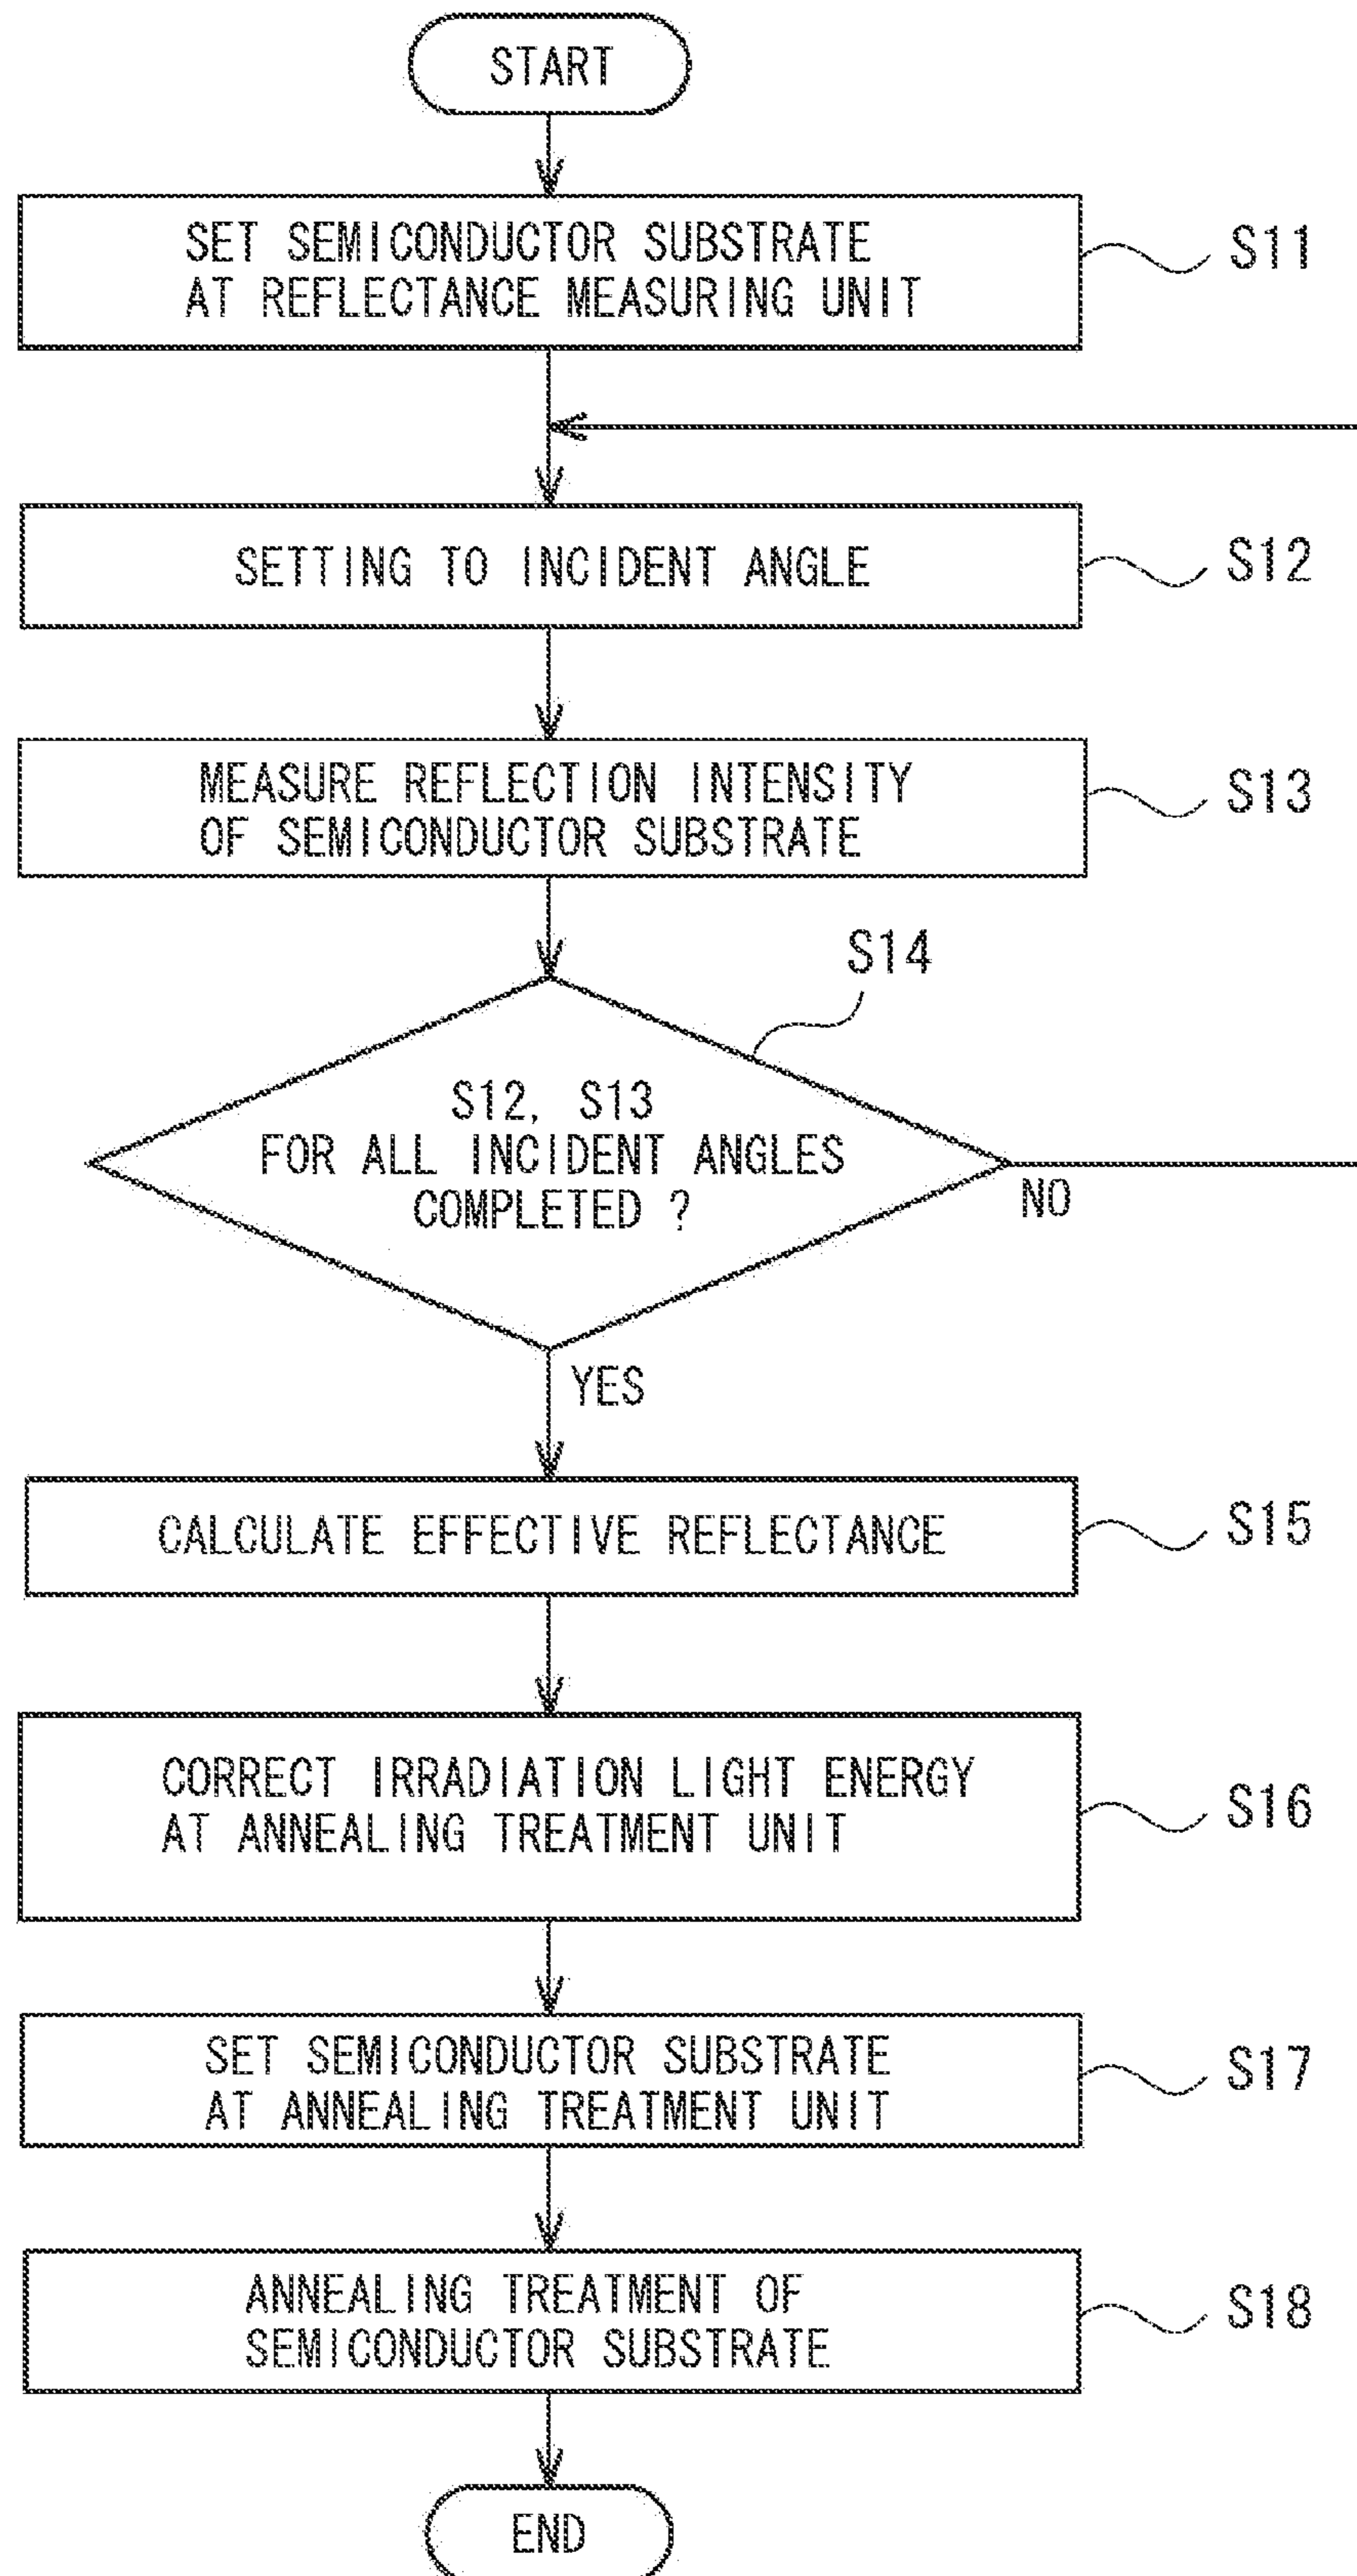 START
SET SEMICONDUCTOR SUBSTRATE
AT REFLECTANCE MEASURING UNIT
S11
SETTING TO INCIDENT ANGLE
S12
MEASURE REFLECTION INTENSITY
OF SEMICONDUCTOR SUBSTRATE
S13
S14
S12, S13
FOR ALL INCIDENT ANGLES
COMPLETED ?
NO
YES
CALCULATE EFFECTIVE REFLECTANCE
S15
CORRECT IRRADIATION LIGHT ENERGY
AT ANNEALING TREATMENT UNIT
S16
SET SEMICONDUCTOR SUBSTRATE
AT ANNEALING TREATMENT UNIT
S17
ANNEALING TREATMENT OF
SEMICONDUCTOR SUBSTRATE
S18
END